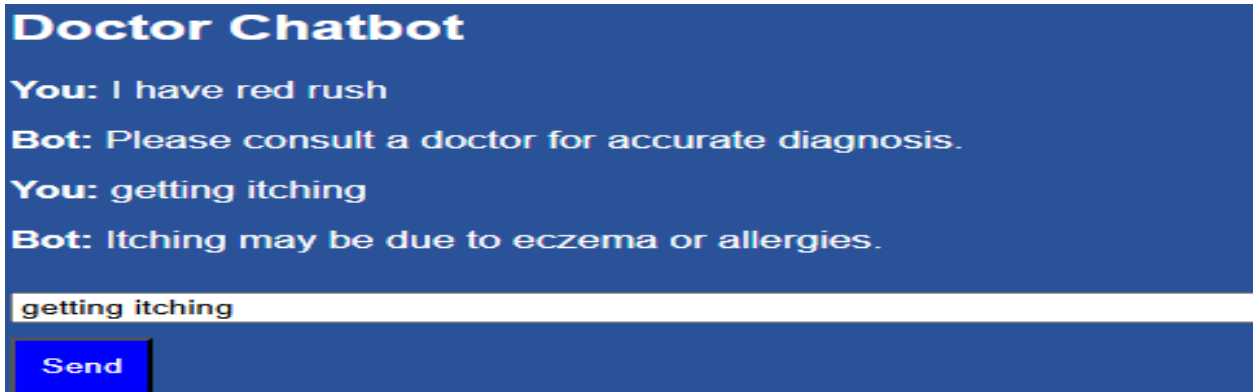 Doctor Chatbot
You: I have red rush
Bot: Please consult a doctor for accurate diagnosis.
You: getting itching
Bot: Itching may be due to eczema or allergies.
getting itching
Send